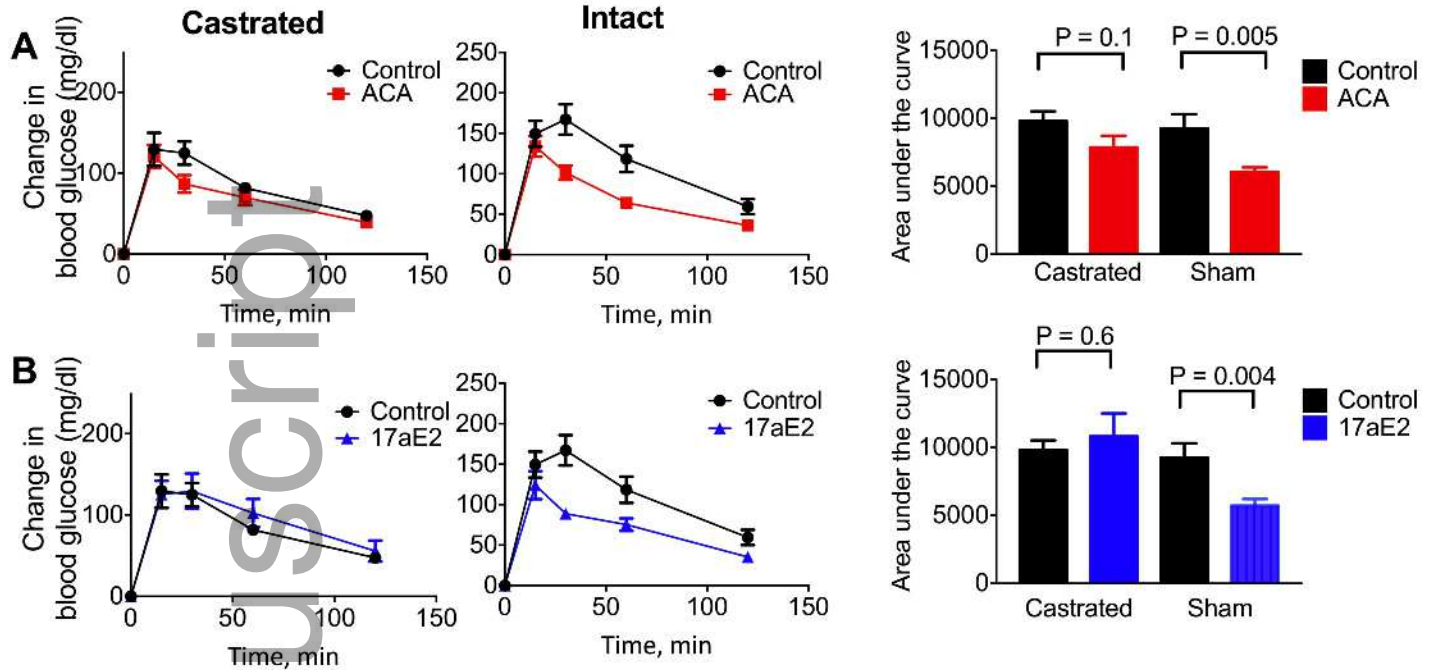 Castrated
Intact
A
Change in
blood glucose (mg/dl)
200
100
0
0
50
100
150
Time, min
Control
ACA
250
200
150
100
50
0
0
50
100
150
Time, min
Control
ACA
Area under the curve
15000
10000
5000
0
P = 0.1
P = 0.005
Castrated
Sham
Control
ACA
B
Change in
blood glucose (mg/dl)
200
100
0
0
50
100
150
Time, min
Control
17aE2
250
200
150
100
50
0
0
50
100
150
Time, min
Control
17aE2
Area under the curve
15000
10000
5000
0
P = 0.6
P = 0.004
Castrated
Sham
Control
17aE2
uscript